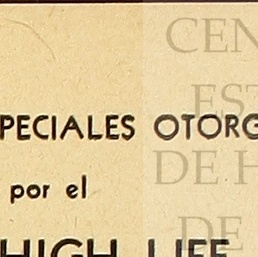 PECIALES OTORG
por el
HIGH LIFE
CEN
EST
DE H
DE